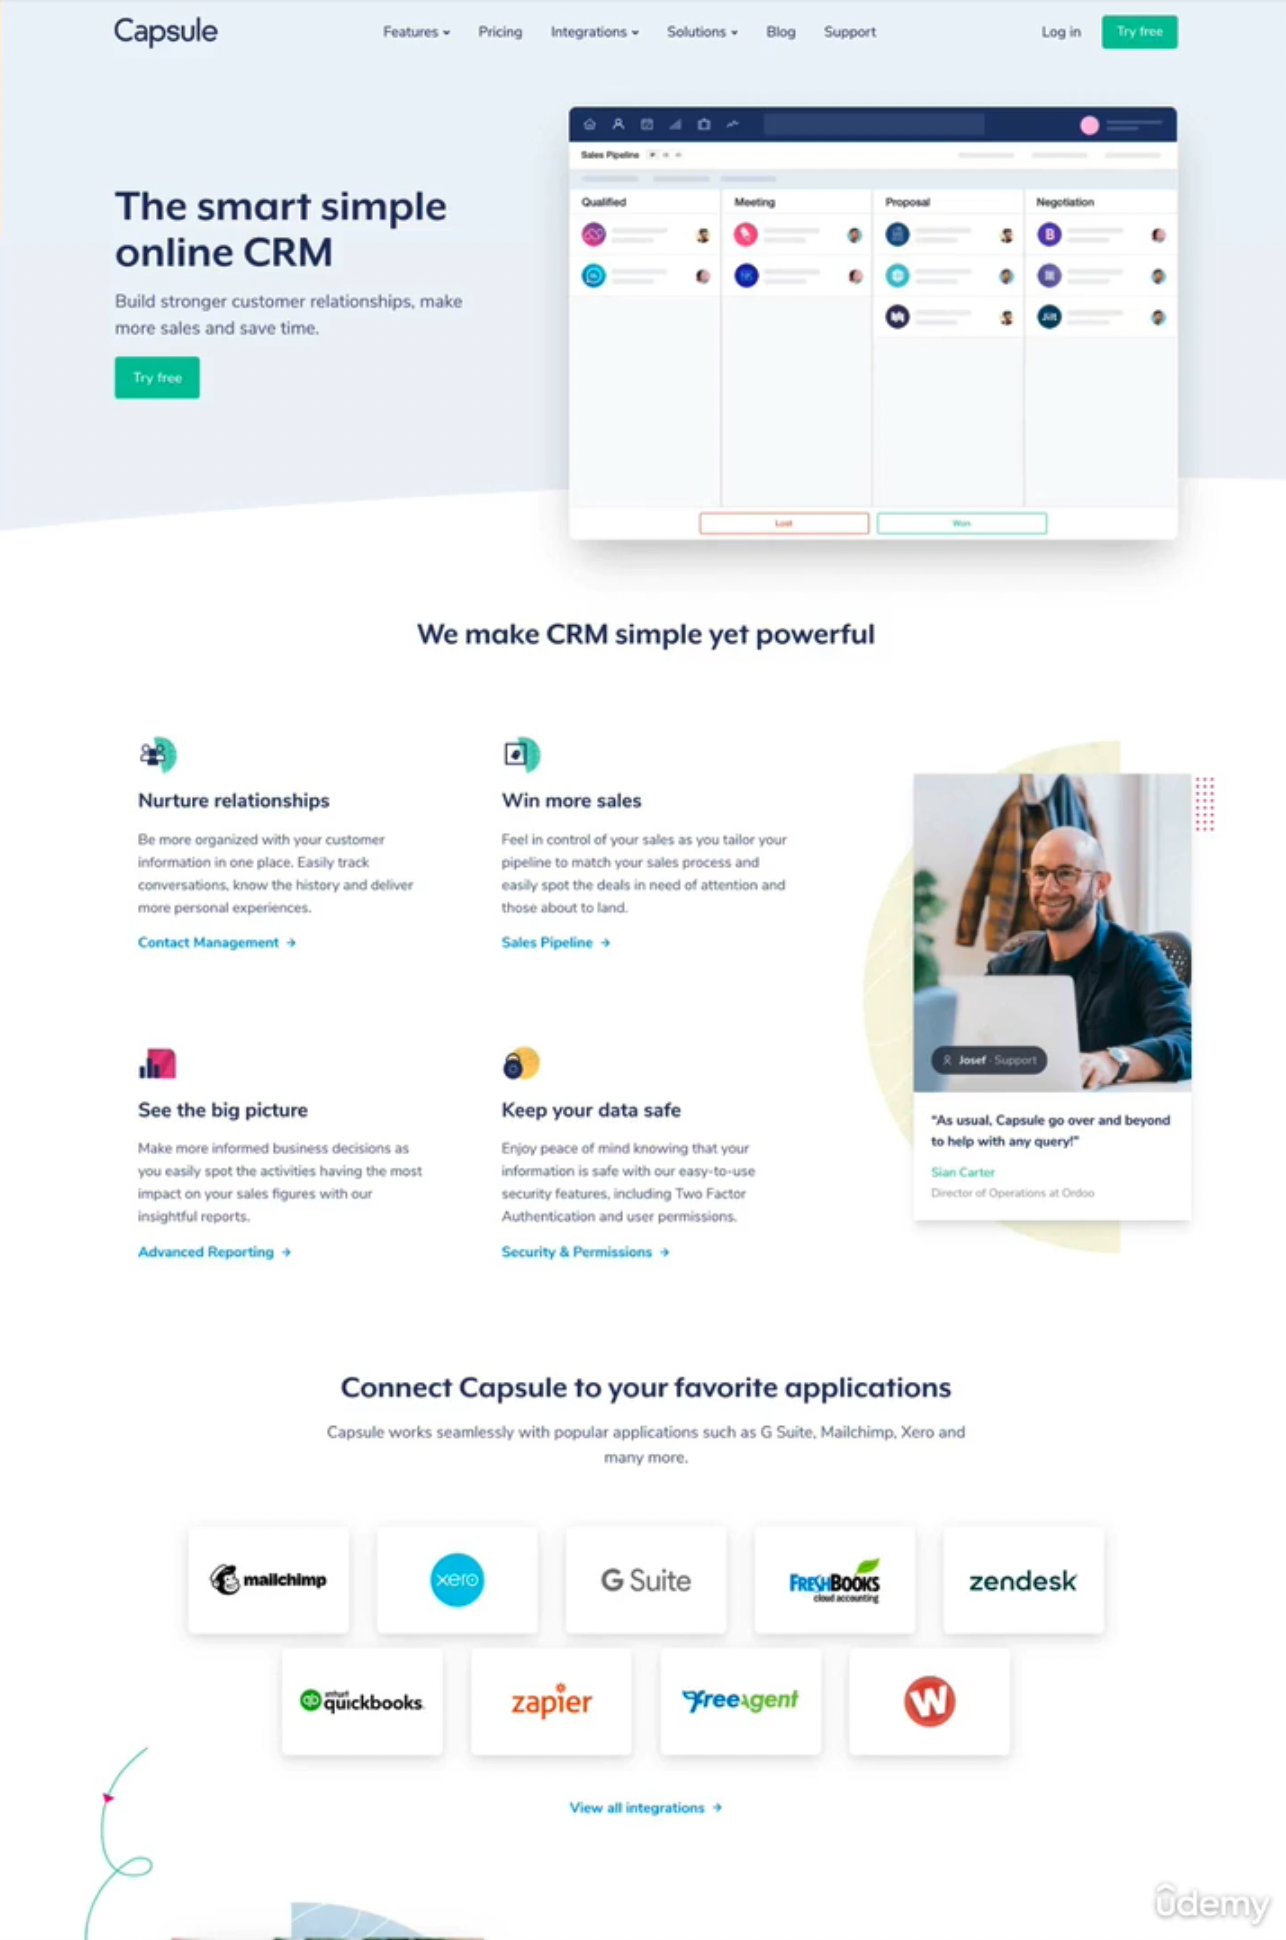 Capsule
Features
Pricing
Integrations
Solutions
Blog
Support
Log in
Try free
The smart simple
online CRM
Build stronger customer relationships, make
more sales and save time.
Try free
Sales Pipeline
Qualified
Meeting
Proposal
Negotiation
Lost
Won
We make CRM simple yet powerful
Nurture relationships
Be more organized with your customer
information in one place. Easily track
conversations, know the history and deliver
more personal experiences.
Contact Management →
Win more sales
Feel in control of your sales as you tailor your
pipeline to match your sales process and
easily spot the deals in need of attention and
those about to land.
Sales Pipeline →
See the big picture
Make more informed business decisions as
you easily spot the activities having the most
impact on your sales figures with our
insightful reports.
Advanced Reporting →
Keep your data safe
Enjoy peace of mind knowing that your
information is safe with our easy-to-use
security features, including Two Factor
Authentication and user permissions.
Security & Permissions →
Josef · Support
"As usual, Capsule go over and beyond
to help with any query!"
Sian Carter
Director of Operations at Ordoo
Connect Capsule to your favorite applications
Capsule works seamlessly with popular applications such as G Suite, Mailchimp, Xero and
many more.
mailchimp
xero
G Suite
FRESHBOOKS
cloud accounting
zendesk
qb
intuit
quickbooks.
zapier
freeagent
W
View all integrations →
ûdemy